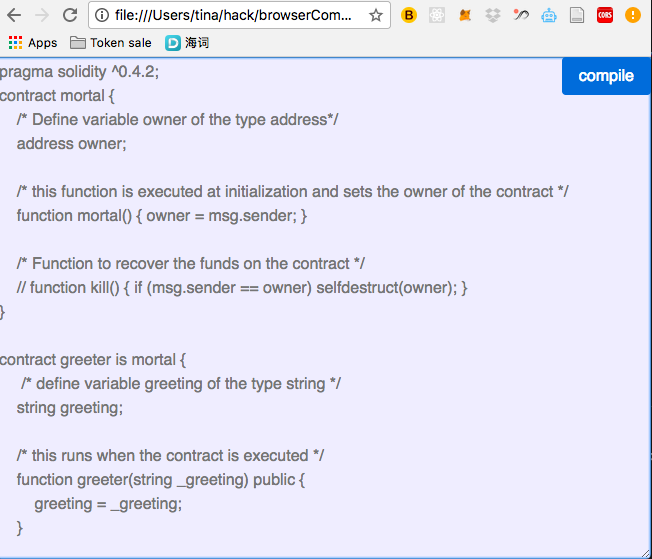 file:///Users/tina/hack/browserCom...
Apps Token sale 海词
compile
pragma solidity ^0.4.2;
contract mortal {
/* Define variable owner of the type address*/
address owner;
/* this function is executed at initialization and sets the owner of the contract */
function mortal() { owner = msg.sender; }
/* Function to recover the funds on the contract */
// function kill() { if (msg.sender == owner) selfdestruct(owner); }
}
contract greeter is mortal {
/* define variable greeting of the type string */
string greeting;
/* this runs when the contract is executed */
function greeter(string _greeting) public {
greeting = _greeting;
}